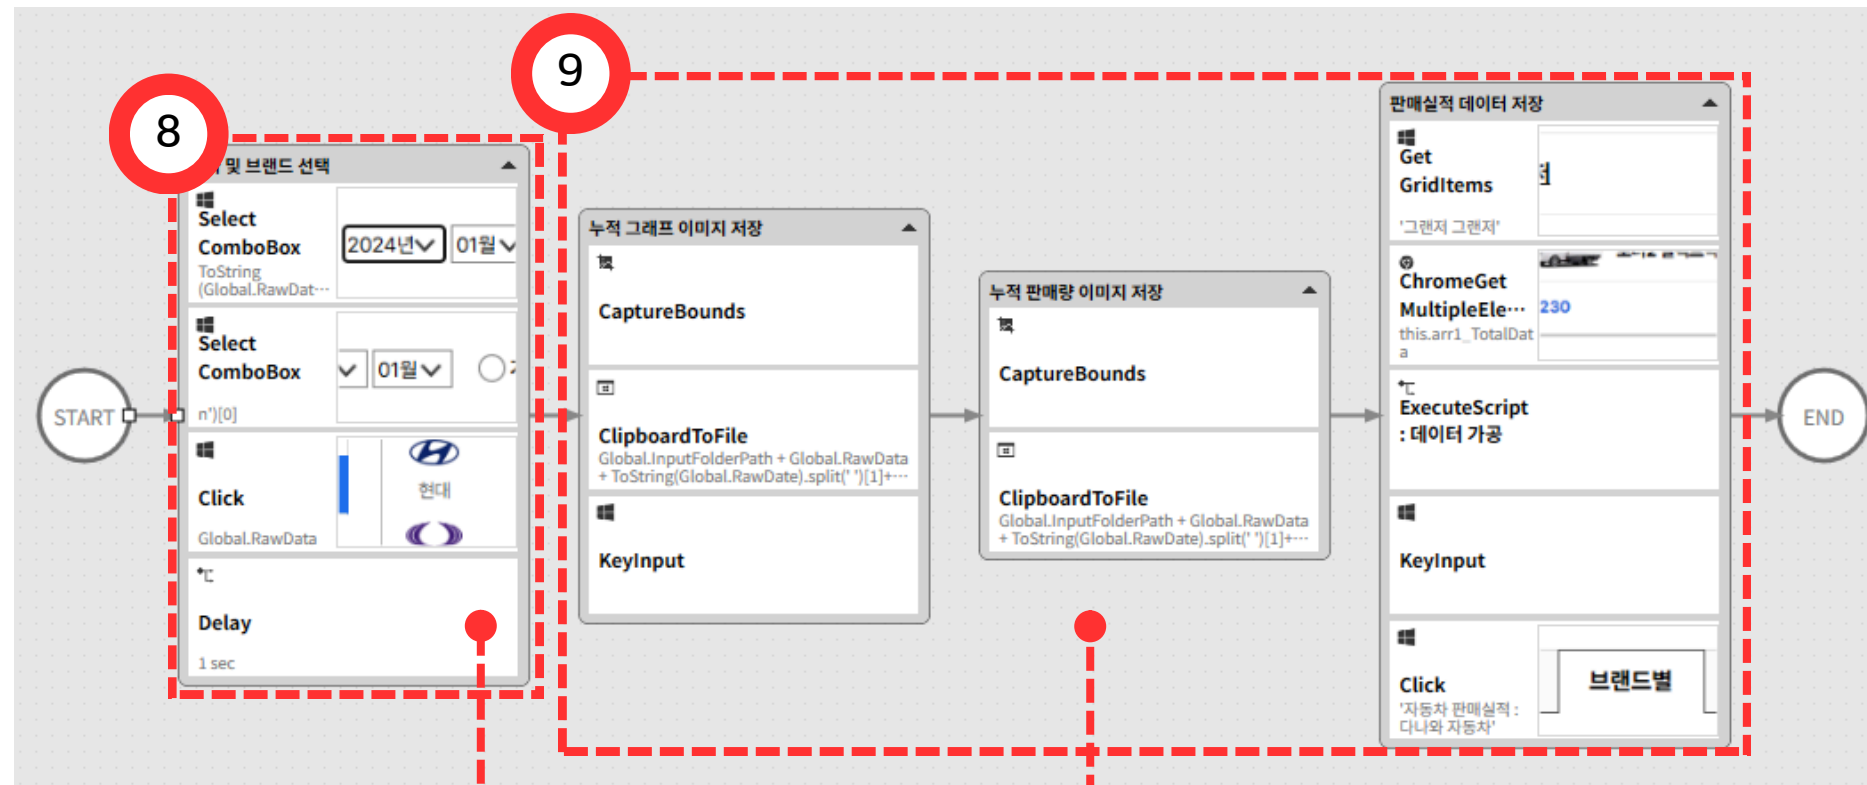 8
9
START
및 브랜드 선택
Select
ComboBox
ToString
(Global.RawDat...
2024년
01월
Select
ComboBox
n')[0]
01월
Click
Global.RawData
현대
Delay
1 sec
누적 그래프 이미지 저장
CaptureBounds
ClipboardToFile
Global.InputFolderPath + Global.RawData
+ ToString(Global.RawDate).split(' ')[1]+...
KeyInput
누적 판매량 이미지 저장
CaptureBounds
ClipboardToFile
Global.InputFolderPath + Global.RawData
+ ToString(Global.RawDate).split(' ')[1]+...
판매실적 데이터 저장
Get
GridItems
'그랜저 그랜저'
ChromeGet
MultipleEle...
this.arr1_TotalDat
a
230
ExecuteScript
: 데이터 가공
KeyInput
Click
'자동차 판매실적 :
다나와 자동차'
브랜드별
END